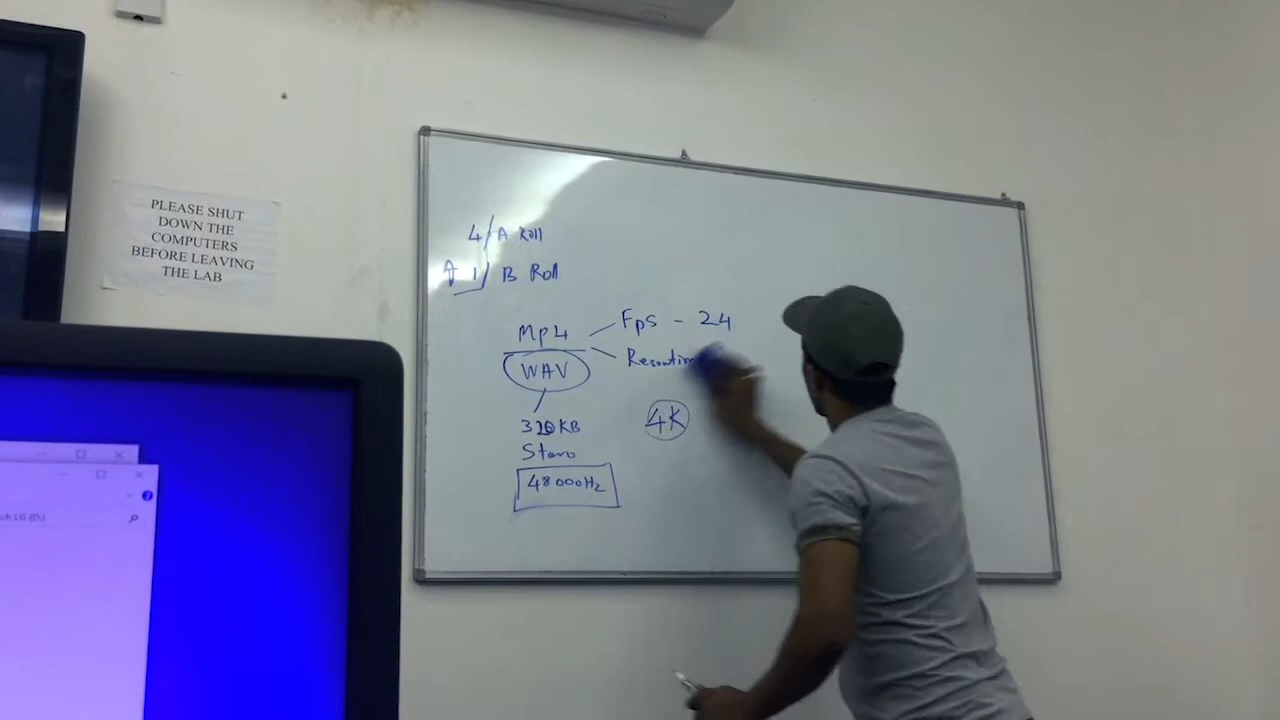 PLEASE SHUT
DOWN THE
COMPUTERS
BEFORE LEAVING
THE LAB
4/ A Roll
1/ B Roll
Mp4
Fps - 24
WAV
320KB
4K
48000Hz